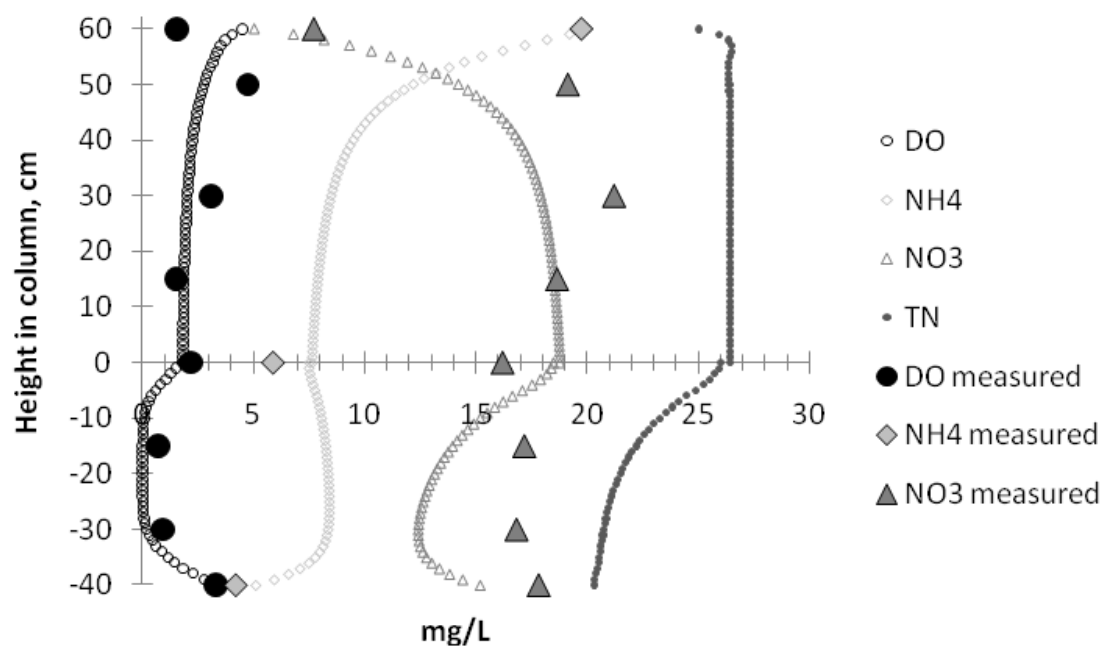 60
50
40
30
20
10
0
-10
-20
-30
-40
0 5 10 15 20 25 30
Height in column, cm
mg/L
DO
NH4
NO3
TN
DO measured
NH4 measured
NO3 measured